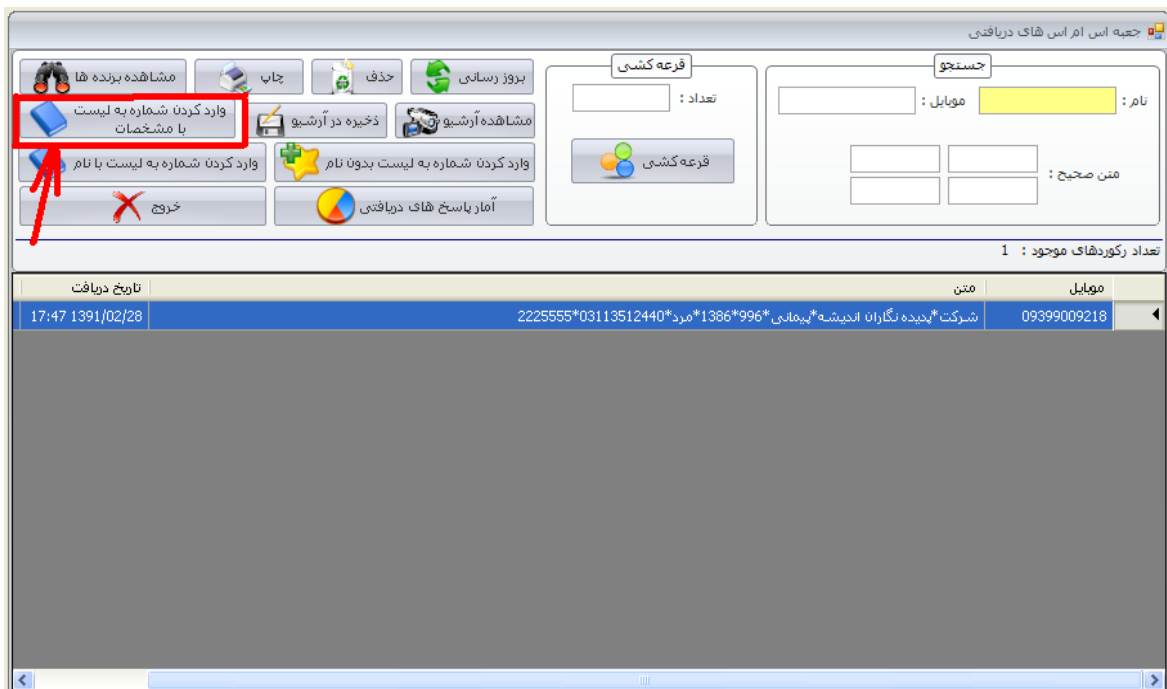 جعبه اس ام اس های دریافتی
جستجو
نام :
موبایل :
متن صحیح :
قرعه کشی
تعداد :
قرعه کشی
بروز رسانی
حذف
چاپ
مشاهده برنده ها
مشاهده آرشیو
ذخیره در آرشیو
وارد کردن شماره به لیست
با مشخصات
وارد کردن شماره به لیست بدون نام
وارد کردن شماره به لیست با نام
آمار پاسخ های دریافتی
خروج
تعداد رکوردهای موجود : 1
موبایل متن تاریخ دریافت
09399009218 شرکت*پدیده نگاران اندیشه*پیمانی*996*1386*مرد*03113512440*2225555 1391/02/28 17:47